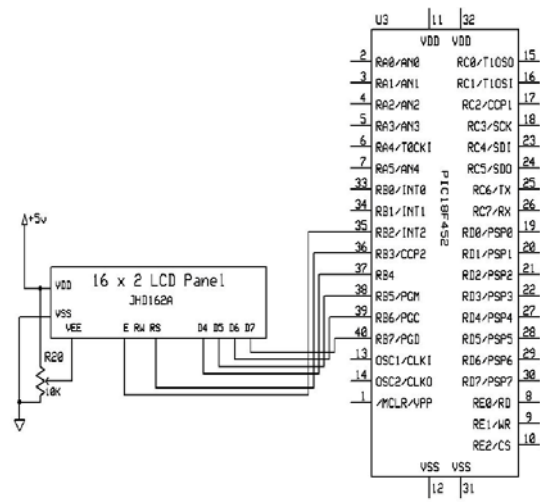 U3
11 32
VDD VDD
2 RA0/AN0 RC0/T1OSO 15
3 RA1/AN1 RC1/T1OSI 16
4 RA2/AN2 RC2/CCP1 17
5 RA3/AN3 RC3/SCK 18
6 RA4/T0CKI RC4/SDI 23
7 RA5/AN4 RC5/SDO 24
33 RB0/INT0 RC6/TX 25
34 RB1/INT1 RC7/RX 26
35 RB2/INT2 RD0/PSP0 19
36 RB3/CCP2 RD1/PSP1 20
37 RB4 RD2/PSP2 21
38 RB5/PGM RD3/PSP3 22
39 RB6/PGC RD4/PSP4 27
40 RB7/PGD RD5/PSP5 28
13 OSC1/CLKI RD6/PSP6 29
14 OSC2/CLKO RD7/PSP7 30
1 /MCLR/VPP RE0/RD 8
RE1/WR 9
RE2/CS 10
VSS VSS
12 31
PIC18F452
+5v
16 x 2 LCD Panel
JHD162A
VDD
VSS
VEE E RW RS D4 D5 D6 D7
R20
10K